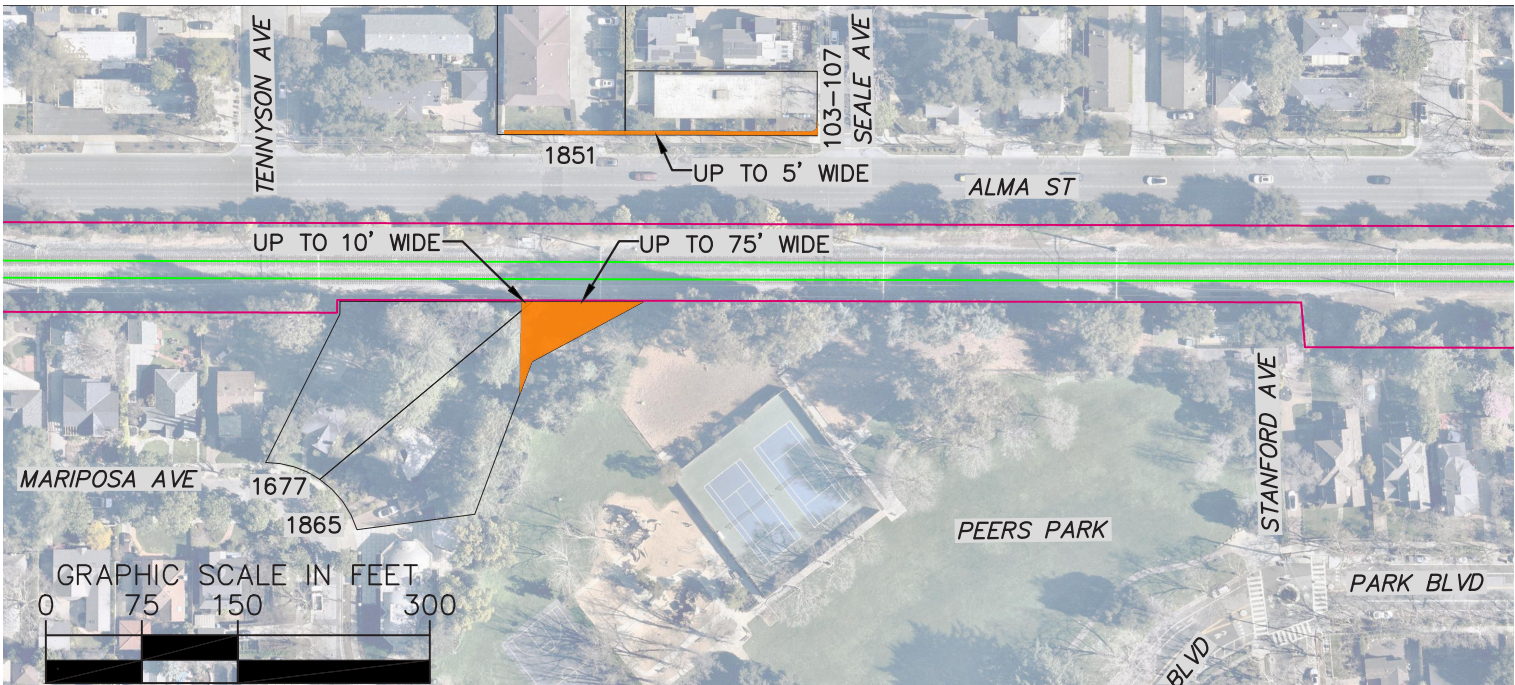 TENNYSON AVE
103-107
SEALE AVE
1851
UP TO 5' WIDE
ALMA ST
UP TO 10' WIDE
UP TO 75' WIDE
MARIPOSA AVE
1677
1865
STANFORD AVE
PEERS PARK
GRAPHIC SCALE IN FEET
0 75 150 300
PARK BLVD
BLVD